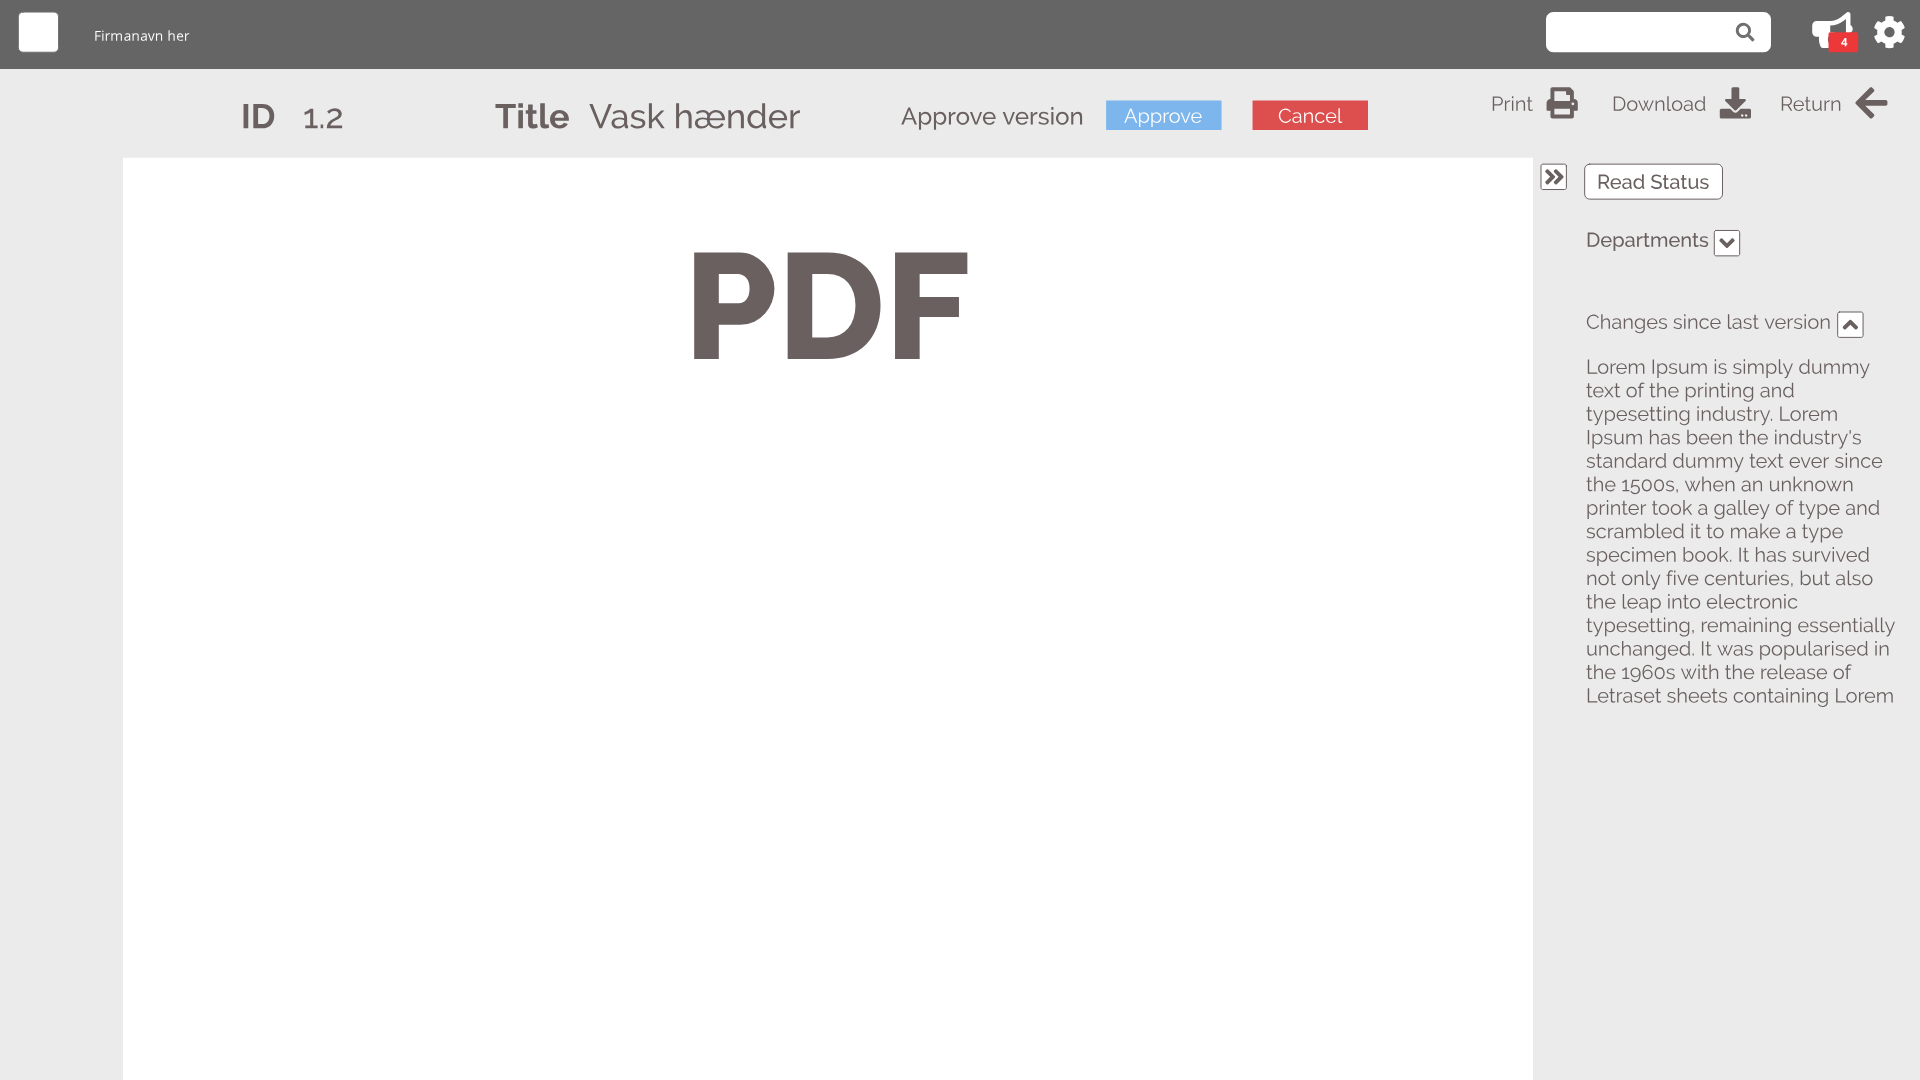 Firmanavn her
4
ID 1.2 Title Vask hænder Approve version Approve Cancel
Print Download Return
Read Status
Departments
Changes since last version
Lorem Ipsum is simply dummy
text of the printing and
typesetting industry. Lorem
Ipsum has been the industry's
standard dummy text ever since
the 1500s, when an unknown
printer took a galley of type and
scrambled it to make a type
specimen book. It has survived
not only five centuries, but also
the leap into electronic
typesetting, remaining essentially
unchanged. It was popularised in
the 1960s with the release of
Letraset sheets containing Lorem
PDF